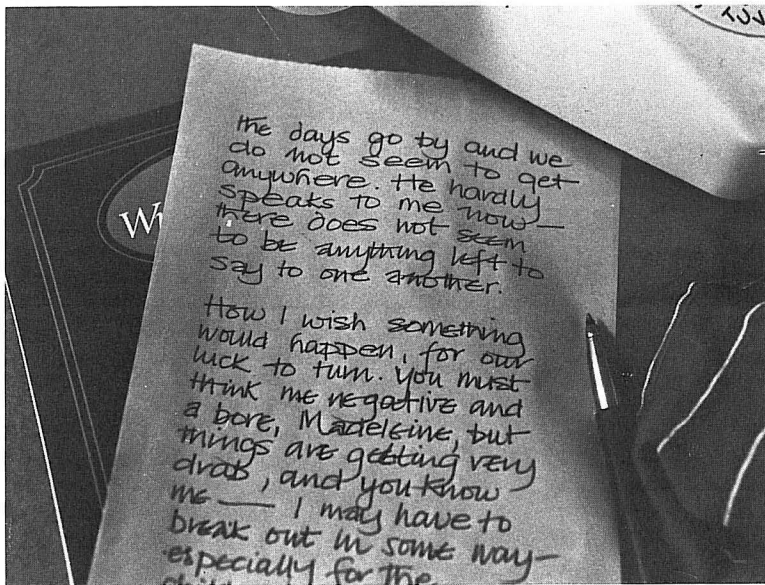 the days go by and we
do not seem to get
anywhere. He hardly
speaks to me now —
there does not seem
to be anything left to
say to one another.
How I wish something
would happen, for our
luck to turn. You must
think me negative and
a bore, Madeleine, but
things are getting very
drab, and you know
me — I may have to
break out in some way —
especially for the